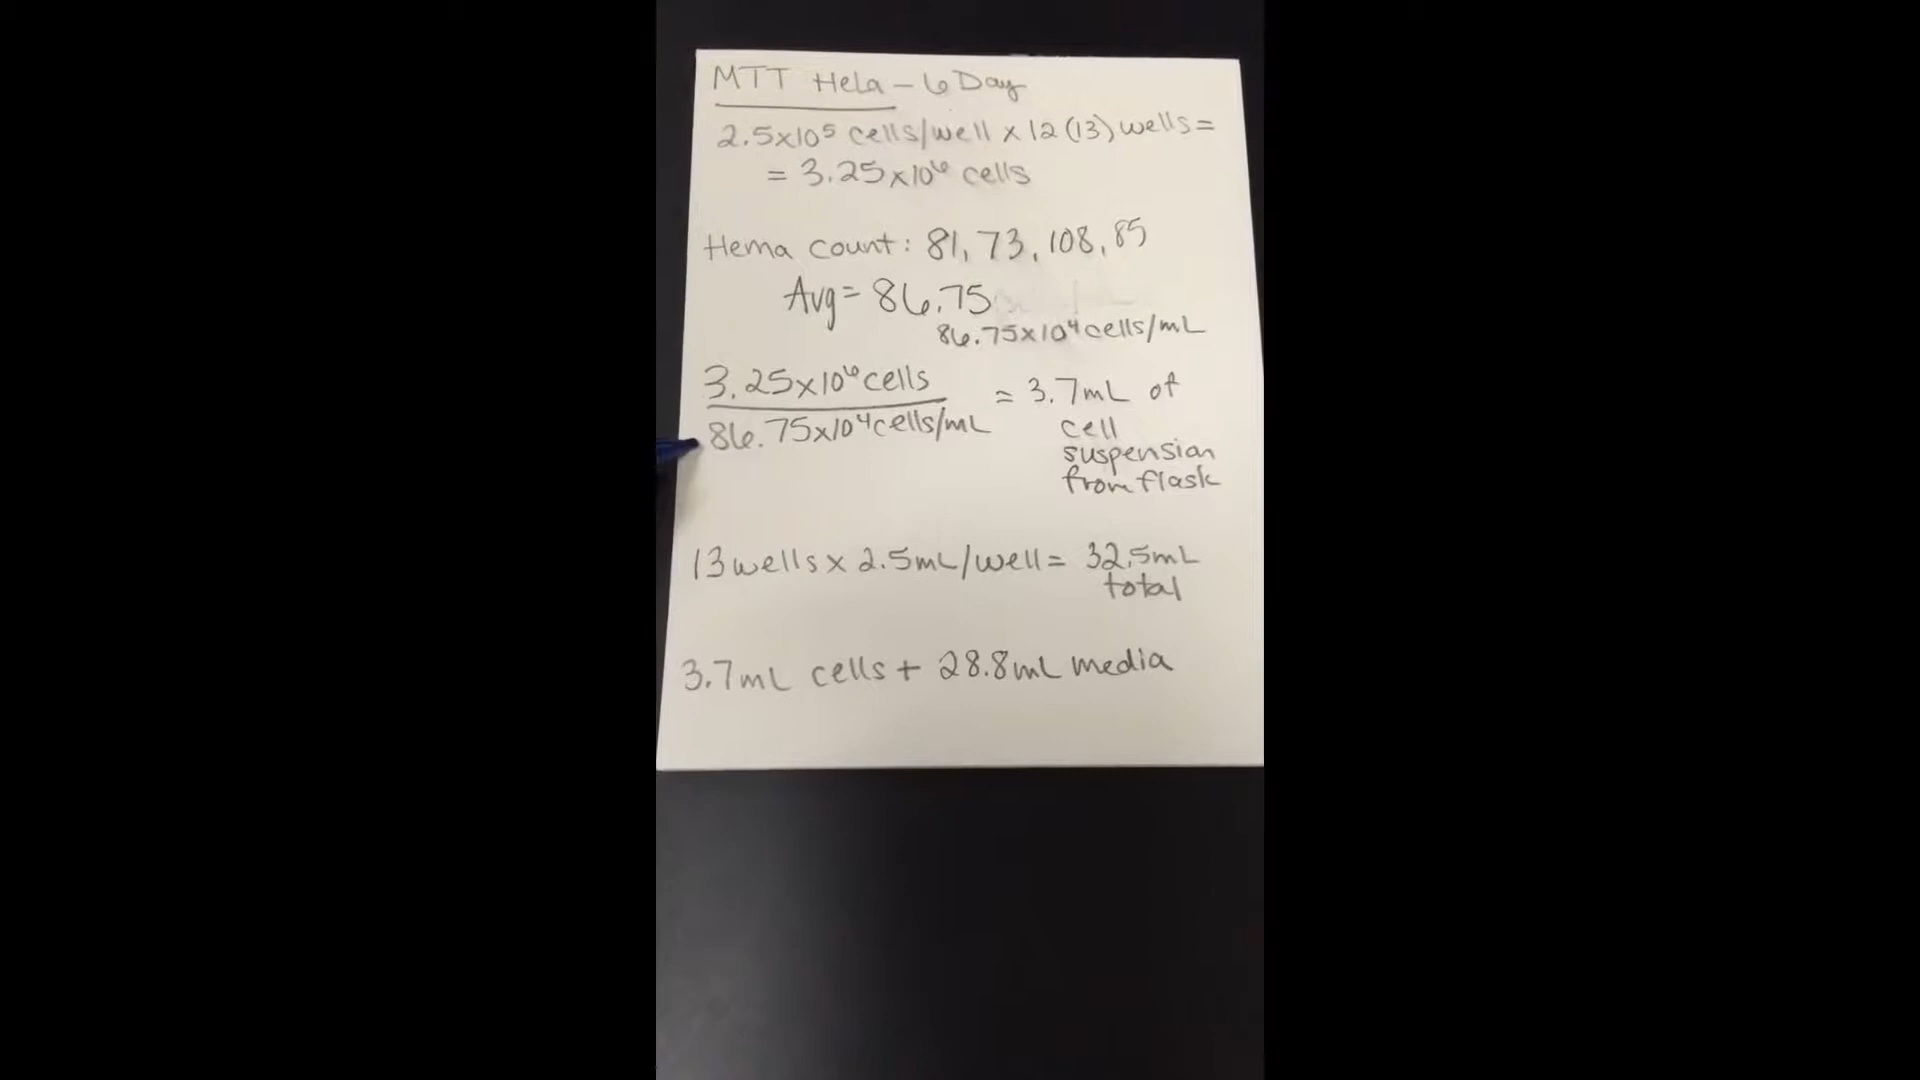 MTT Hela - 6 Day
2.5x10⁵ cells/well x 12 (13) wells =
= 3.25x10⁶ cells
Hema count: 81, 73, 108, 85
Avg = 86.75
86.75x10⁴ cells/mL
3.25x10⁶ cells
86.75x10⁴ cells/mL
= 3.7mL of
cell
suspension
from flask
13 wells x 2.5mL/well = 32.5mL
total
3.7mL cells + 28.8mL media